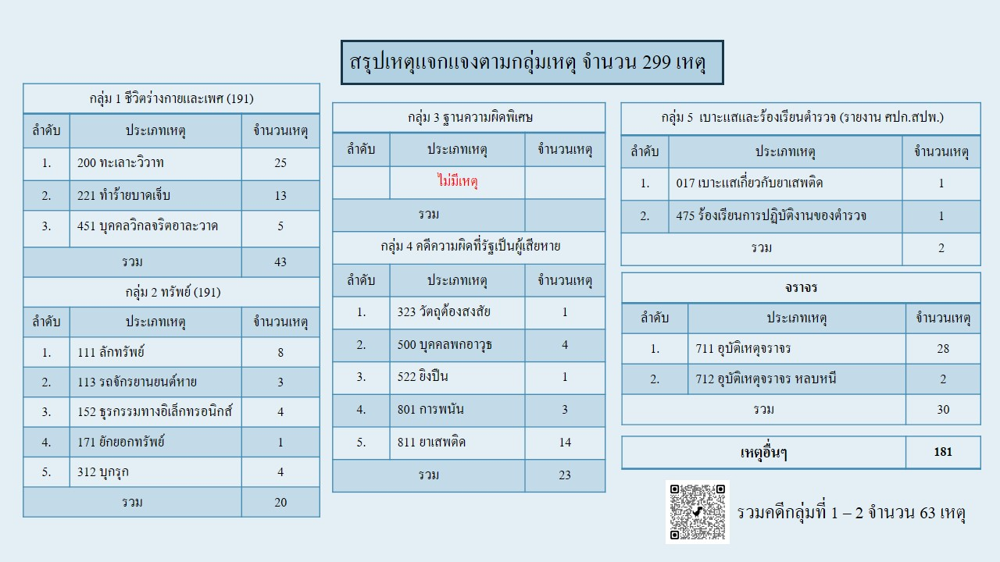 สรุปเหตุแจกแจงตามกลุ่มเหตุ จำนวน 299 เหตุ
กลุ่ม 1 ชีวิตร่างกายและเพศ (191)
ลำดับ ประเภทเหตุ จำนวนเหตุ
1. 200 ทะเลาะวิวาท 25
2. 221 ทำร้ายบาดเจ็บ 13
3. 451 บุคคลวิกลจริตอาละวาด 5
รวม 43
กลุ่ม 2 ทรัพย์ (191)
ลำดับ ประเภทเหตุ จำนวนเหตุ
1. 111 ลักทรัพย์ 8
2. 113 รถจักรยานยนต์หาย 3
3. 152 ธุรกรรมทางอิเล็กทรอนิกส์ 4
4. 171 ยักยอกทรัพย์ 1
5. 312 บุกรุก 4
รวม 20
กลุ่ม 3 ฐานความผิดพิเศษ
ลำดับ ประเภทเหตุ จำนวนเหตุ
ไม่มีเหตุ
รวม
กลุ่ม 4 คดีความผิดที่รัฐเป็นผู้เสียหาย
ลำดับ ประเภทเหตุ จำนวนเหตุ
1. 323 วัตถุต้องสงสัย 1
2. 500 บุคคลพกอาวุธ 4
3. 522 ยิงปืน 1
4. 801 การพนัน 3
5. 811 ยาเสพติด 14
รวม 23
กลุ่ม 5 เบาะแสและร้องเรียนตำรวจ (รายงาน ศปก.สปพ.)
ลำดับ ประเภทเหตุ จำนวนเหตุ
1. 017 เบาะแสเกี่ยวกับยาเสพติด 1
2. 475 ร้องเรียนการปฏิบัติงานของตำรวจ 1
รวม 2
จราจร
ลำดับ ประเภทเหตุ จำนวนเหตุ
1. 711 อุบัติเหตุจราจร 28
2. 712 อุบัติเหตุจราจร หลบหนี 2
รวม 30
เหตุอื่นๆ 181
รวมคดีกลุ่มที่ 1 – 2 จำนวน 63 เหตุ